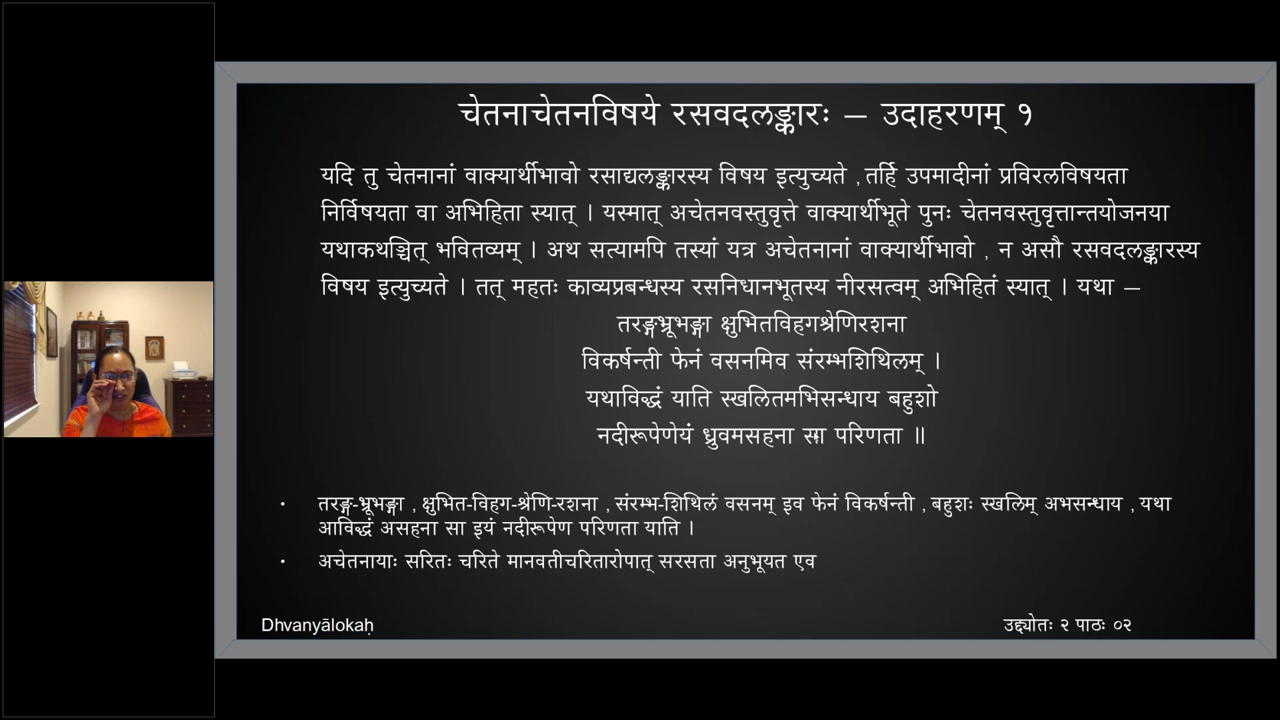 चेतनाचेतनविषये रसवदलङ्कारः – उदाहरणम् १
यदि तु चेतनानां वाक्यार्थीभावो रसाद्यलङ्कारस्य विषय इत्युच्यते , तर्हि उपमादीनां प्रविरलविषयता
निर्विषयता वा अभिहिता स्यात् । यस्मात् अचेतनवस्तुवृत्ते वाक्यार्थीभूते पुनः चेतनवस्तुवृत्तान्तयोजनया
यथाकथञ्चित् भवितव्यम् । अथ सत्यामपि तस्यां यत्र अचेतनानां वाक्यार्थीभावो , न असौ रसवदलङ्कारस्य
विषय इत्युच्यते । तत् महतः काव्यप्रबन्धस्य रसनिधानभूतस्य नीरसत्वम् अभिहितं स्यात् । यथा –
तरङ्गभ्रूभङ्गा क्षुभितविहगश्रेणिरशना
विकर्षन्ती फेनं वसनमिव संरम्भशिथिलम् ।
यथाविद्धं याति स्खलितमभिसन्धाय बहुशो
नदीरूपेणेयं ध्रुवमसहना सा परिणता ॥
• तरङ्ग-भ्रूभङ्गा , क्षुभित-विहग-श्रेणि-रशना , संरम्भ-शिथिलं वसनम् इव फेनं विकर्षन्ती , बहुशः स्खलिम् अभसन्धाय , यथा
आविद्धं असहना सा इयं नदीरूपेण परिणता याति ।
• अचेतनायाः सरितः चरिते मानवतीचरितारोपात् सरसता अनुभूयत एव
Dhvanyālokaḥ
उद्द्योतः २ पाठः ०२